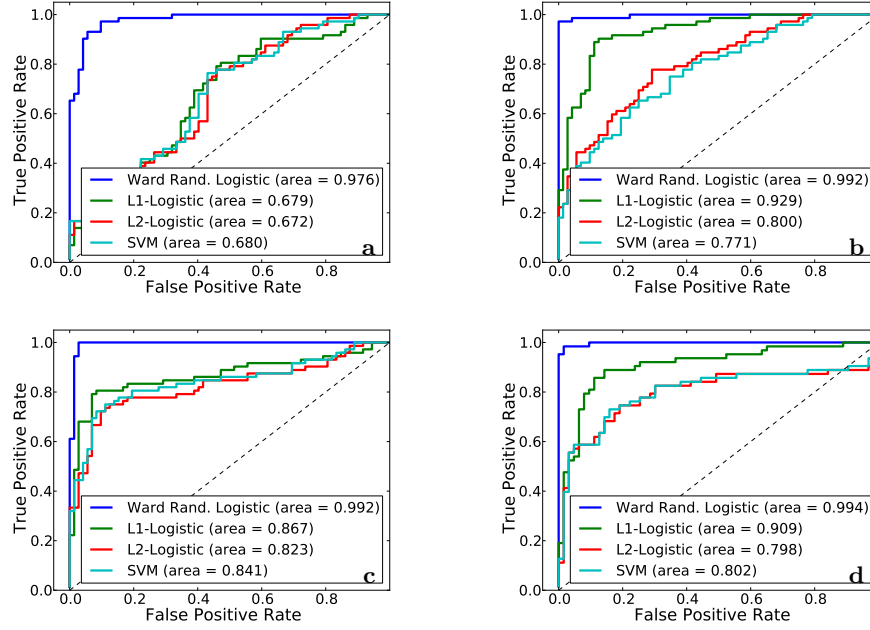 1.0
0.8
0.6
0.4
0.2
0.0
True Positive Rate
Ward Rand. Logistic (area = 0.976)
L1-Logistic (area = 0.679)
L2-Logistic (area = 0.672)
SVM (area = 0.680)
a
0.0 0.2 0.4 0.6 0.8
False Positive Rate
1.0
0.8
0.6
0.4
0.2
0.0
True Positive Rate
Ward Rand. Logistic (area = 0.992)
L1-Logistic (area = 0.929)
L2-Logistic (area = 0.800)
SVM (area = 0.771)
b
0.0 0.2 0.4 0.6 0.8
False Positive Rate
1.0
0.8
0.6
0.4
0.2
0.0
True Positive Rate
Ward Rand. Logistic (area = 0.992)
L1-Logistic (area = 0.867)
L2-Logistic (area = 0.823)
SVM (area = 0.841)
c
0.0 0.2 0.4 0.6 0.8
False Positive Rate
1.0
0.8
0.6
0.4
0.2
0.0
True Positive Rate
Ward Rand. Logistic (area = 0.994)
L1-Logistic (area = 0.909)
L2-Logistic (area = 0.798)
SVM (area = 0.802)
d
0.0 0.2 0.4 0.6 0.8
False Positive Rate